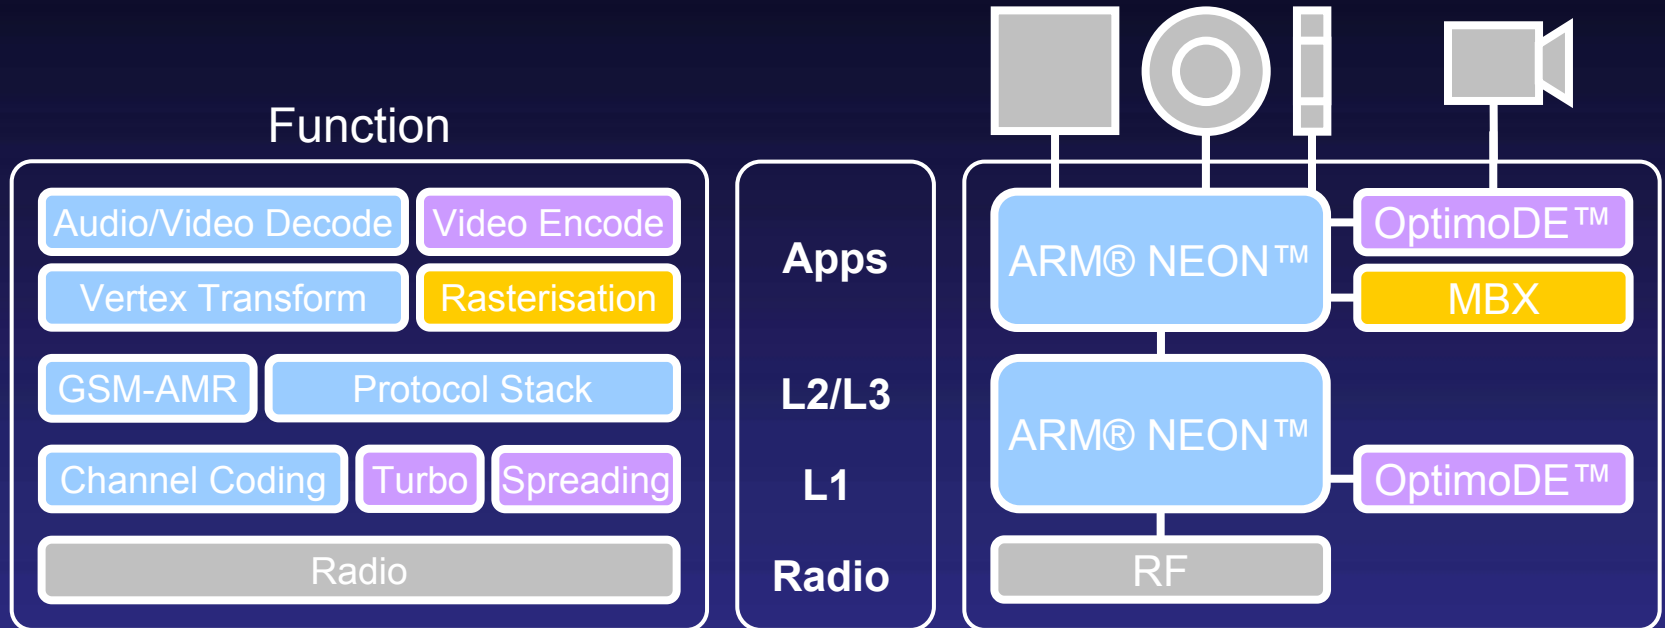 Function
Audio/Video Decode
Video Encode
Vertex Transform
Rasterisation
GSM-AMR
Protocol Stack
Channel Coding
Turbo
Spreading
Radio
Apps
L2/L3
L1
Radio
ARM® NEON™
OptimoDE™
MBX
ARM® NEON™
OptimoDE™
RF